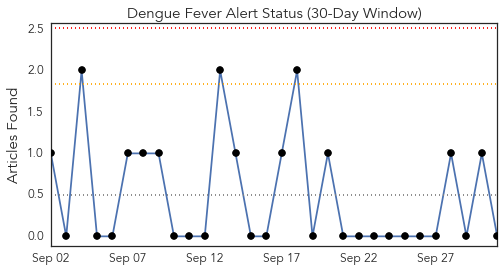 Dengue Fever Alert Status (30-Day Window)
Articles Found
2.5
2.0
1.5
1.0
0.5
0.0
Sep 02 Sep 07 Sep 12 Sep 17 Sep 22 Sep 27